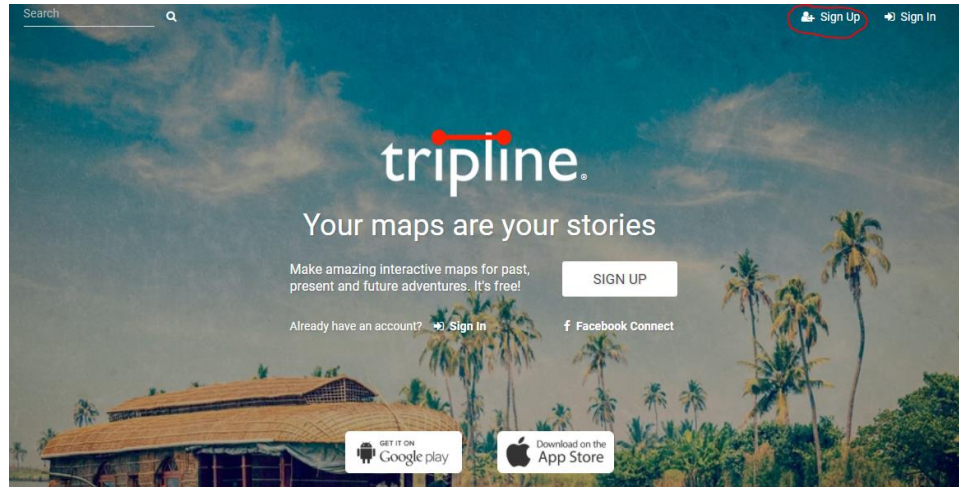 Search
Sign Up
Sign In
tripline®
Your maps are your stories
Make amazing interactive maps for past,
present and future adventures. It's free!
SIGN UP
Already have an account? Sign In
f Facebook Connect
GET IT ON
Google play
Download on the
App Store